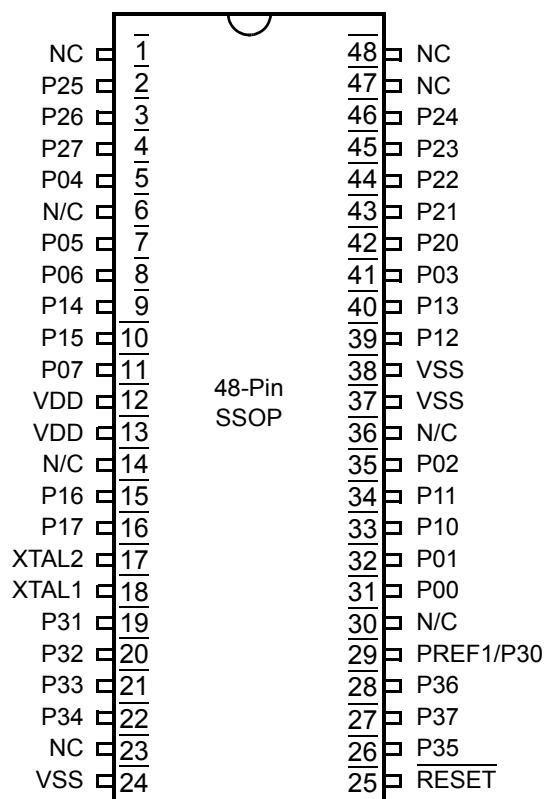 NC 1 48 NC
P25 2 47 NC
P26 3 46 P24
P27 4 45 P23
P04 5 44 P22
N/C 6 43 P21
P05 7 42 P20
P06 8 41 P03
P14 9 40 P13
P15 10 39 P12
P07 11 38 VSS
VDD 12 48-Pin 37 VSS
VDD 13 SSOP 36 N/C
N/C 14 35 P02
P16 15 34 P11
P17 16 33 P10
XTAL2 17 32 P01
XTAL1 18 31 P00
P31 19 30 N/C
P32 20 29 PREF1/P30
P33 21 28 P36
P34 22 27 P37
NC 23 26 P35
VSS 24 25 RESET